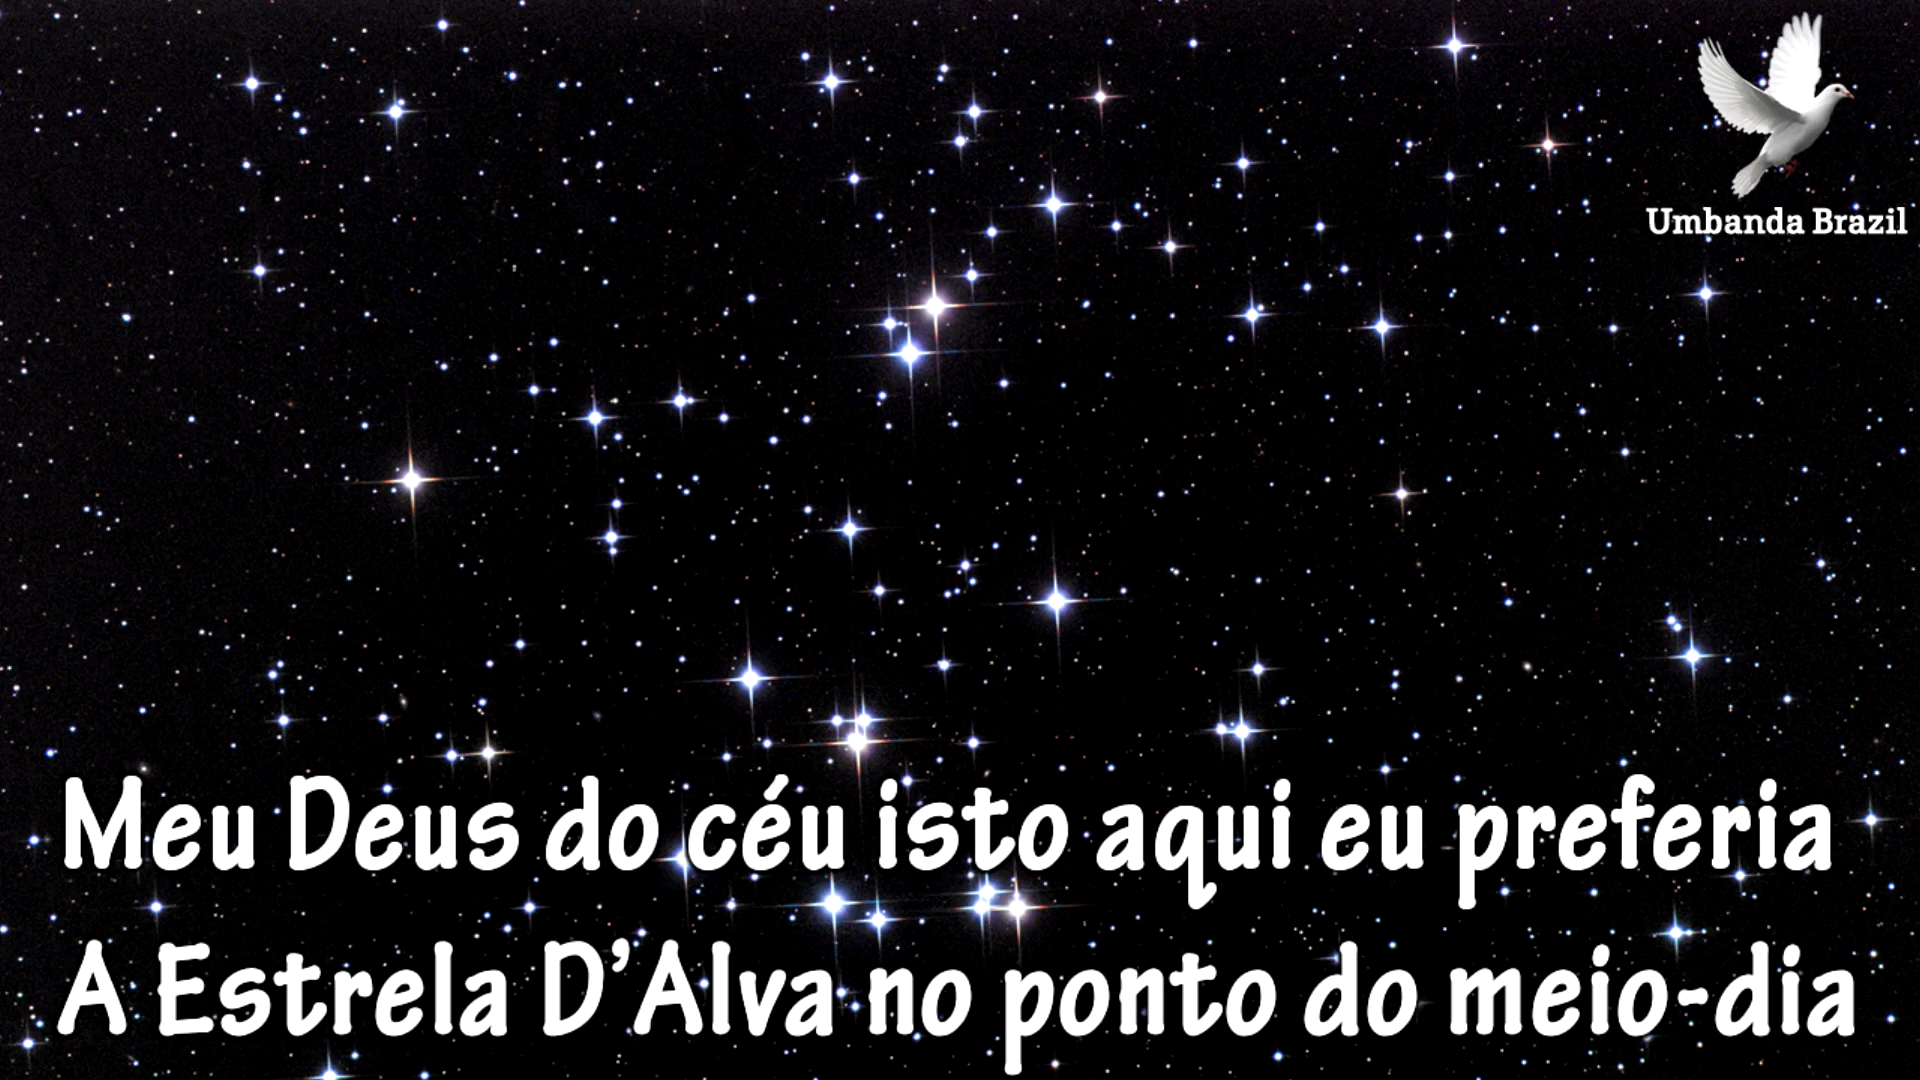 Umbanda Brazil
Meu Deus do céu isto aqui eu preferia
A Estrela D’Alva no ponto do meio-dia